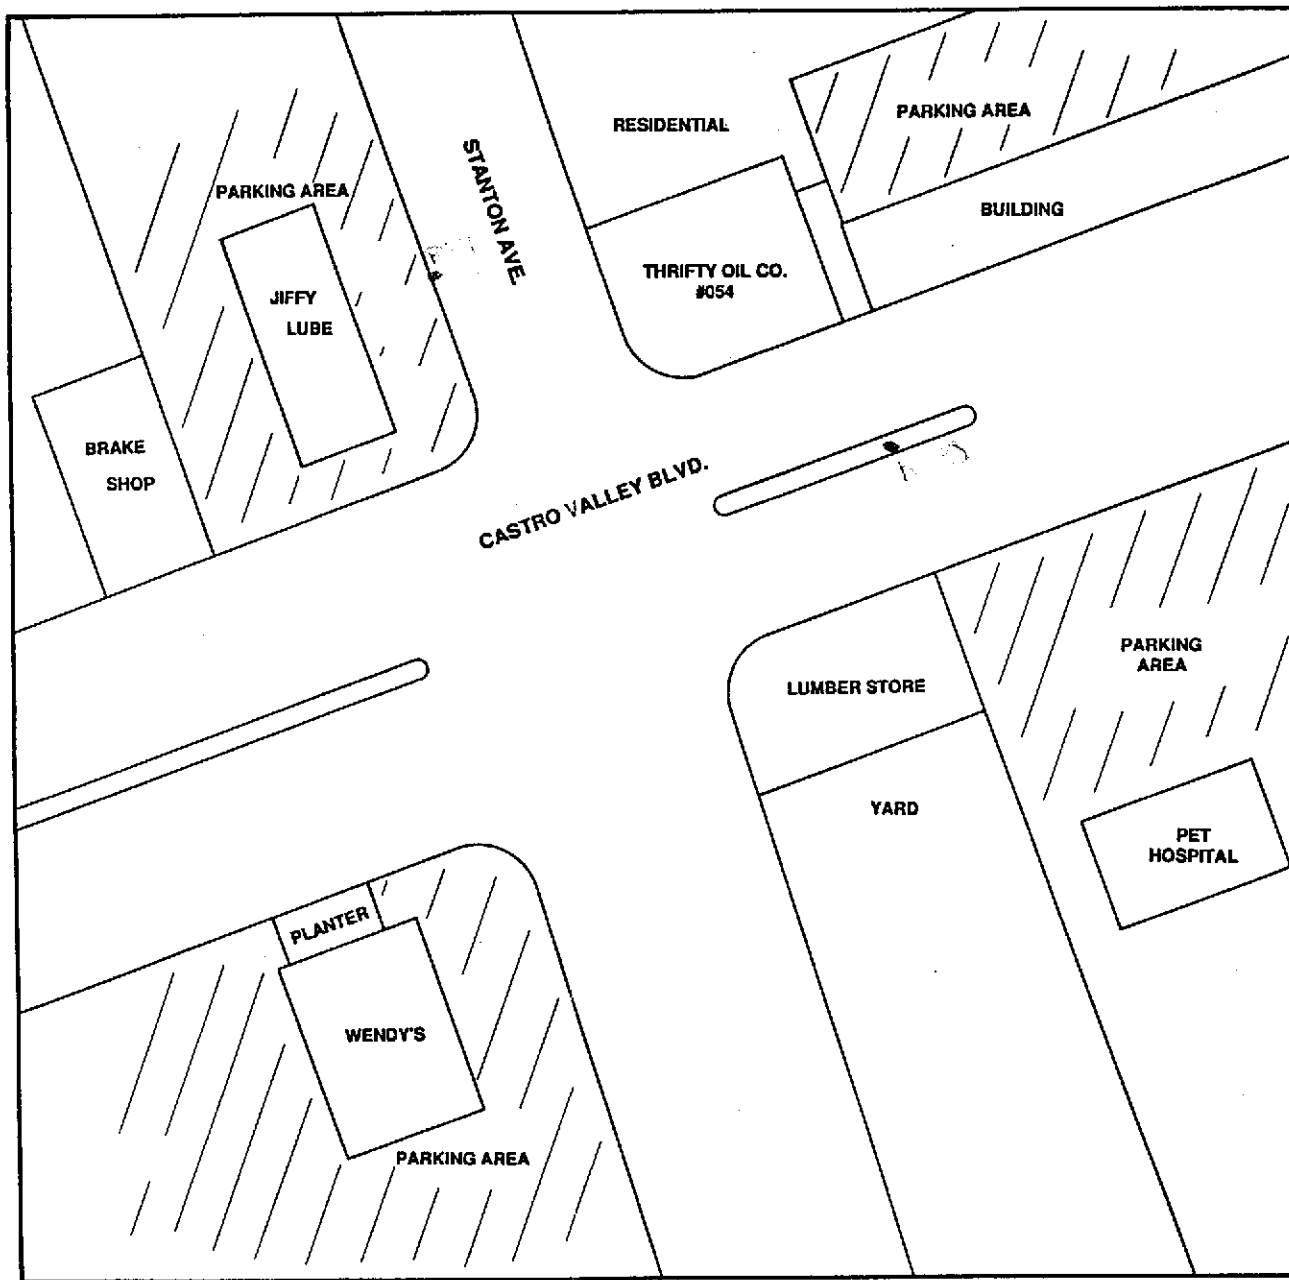 RESIDENTIAL
PARKING AREA
STANTON AVE.
PARKING AREA
BUILDING
THRIFTY OIL CO.
#054
JIFFY
LUBE
BRAKE
SHOP
CASTRO VALLEY BLVD.
PARKING
AREA
LUMBER STORE
YARD
PET
HOSPITAL
PLANTER
WENDY'S
PARKING AREA